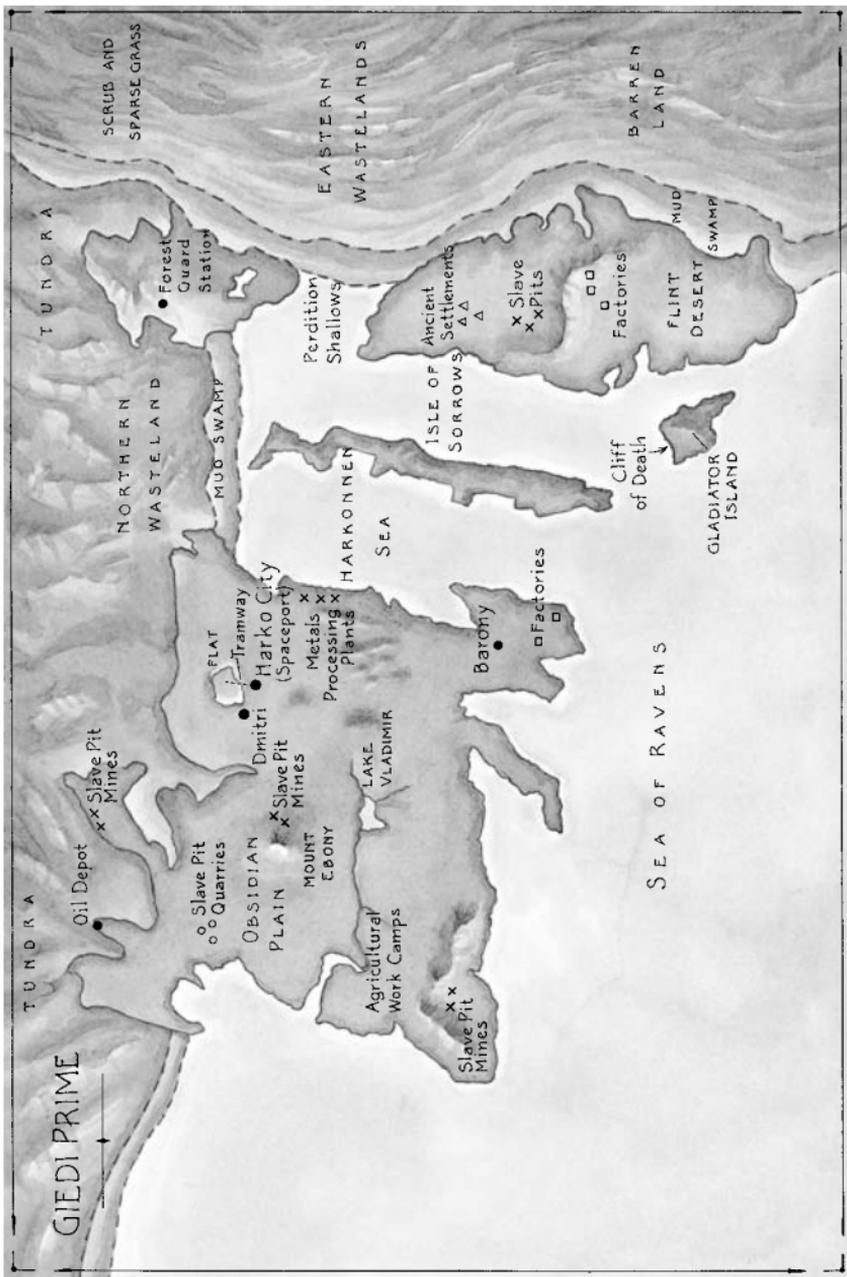 GIEDI PRIME
TUNDRA
Oil Depot
Slave Pit
Mines
Slave Pit
Quarries
OBSIDIAN
PLAIN
MOUNT
EBONY
Slave Pit
Mines
LAKE
VLADIMIR
Agricultural
Work Camps
Slave Pit
Mines
FLAT
Tramway
Dmitri
Harko City
(Spaceport)
Metals
Processing
Plants
Barony
Factories
NORTHERN
WASTELAND
MUD SWAMP
HARKONNEN
SEA
SEA OF RAVENS
TUNDRA
Forest
Guard
Station
Perdition
Shallows
ISLE OF
SORROWS
Cliff
of Death
GLADIATOR
ISLAND
Ancient
Settlements
Slave
Pits
Factories
FLINT
DESERT
MUD
SWAMP
SCRUB AND
SPARSE GRASS
EASTERN
WASTELANDS
BARREN
LAND